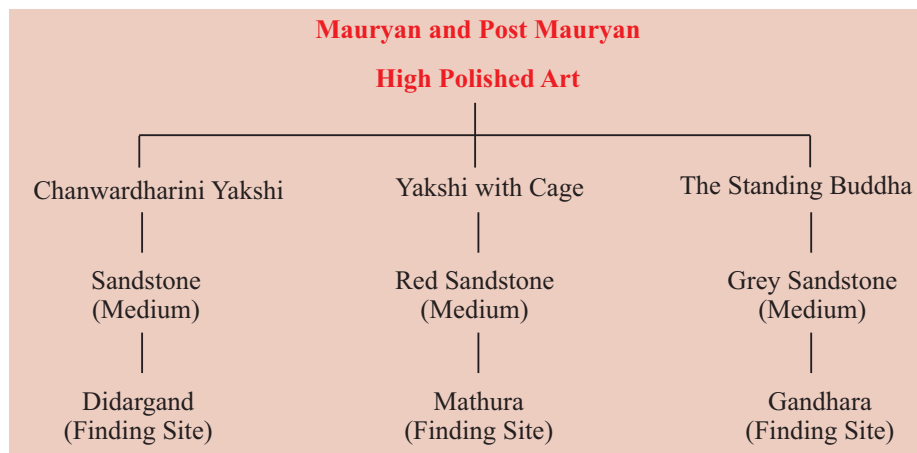 Mauryan and Post Mauryan
High Polished Art
Chanwardharini Yakshi
Yakshi with Cage
The Standing Buddha
Sandstone
(Medium)
Red Sandstone
(Medium)
Grey Sandstone
(Medium)
Didargand
(Finding Site)
Mathura
(Finding Site)
Gandhara
(Finding Site)